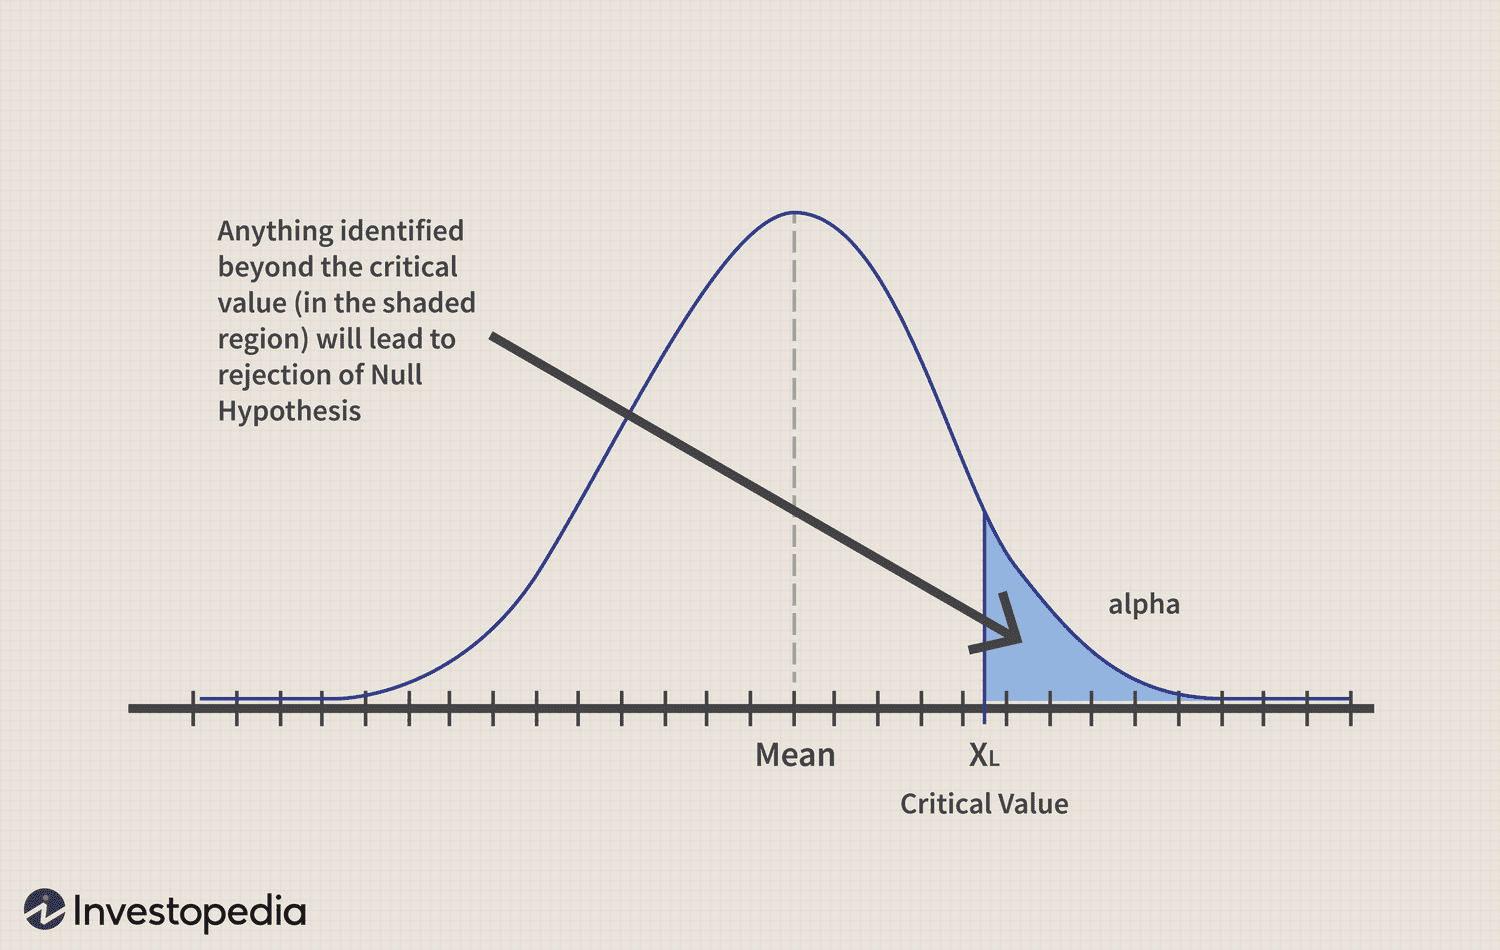 Anything identified
beyond the critical
value (in the shaded
region) will lead to
rejection of Null
Hypothesis
alpha
Mean
XL
Critical Value
Investopedia